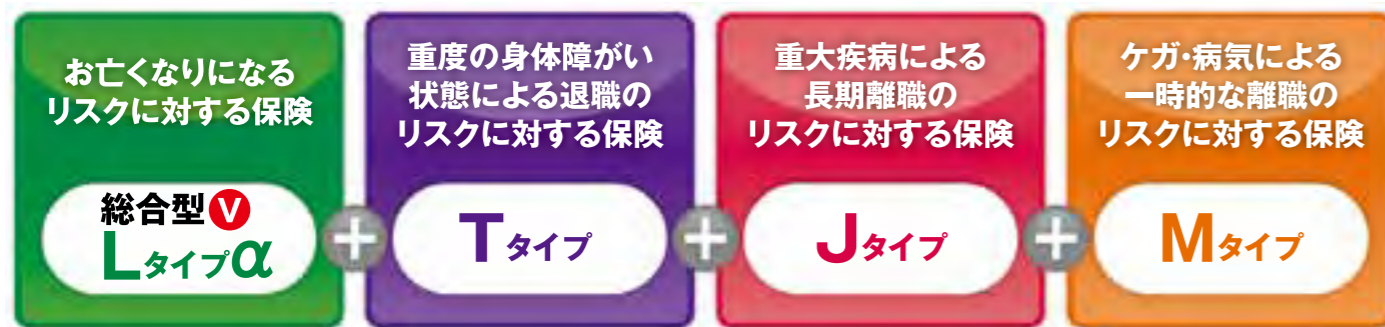 お亡くなりになる
リスクに対する保険
総合型V
Lタイプα
+
重度の身体障がい
状態による退職の
リスクに対する保険
Tタイプ
+
重大疾病による
長期離職の
リスクに対する保険
Jタイプ
+
ケガ・病気による
一時的な離職の
リスクに対する保険
Mタイプ